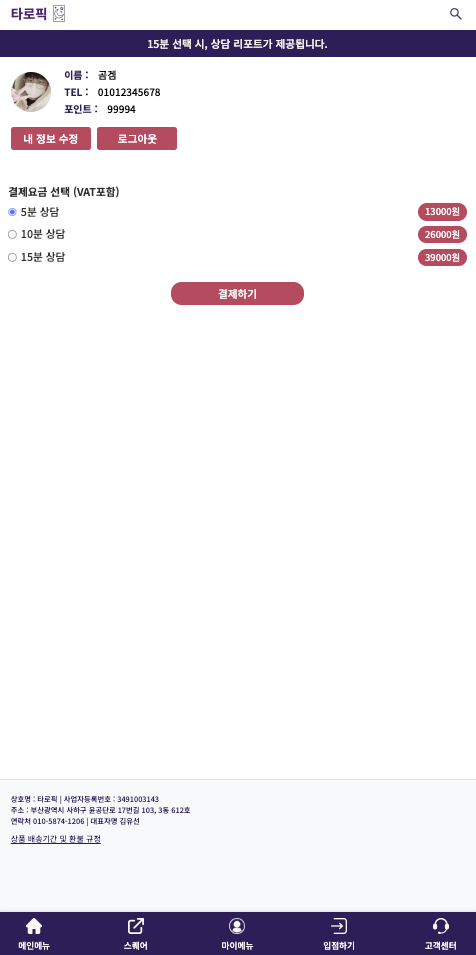 타로픽
15분 선택 시, 상담 리포트가 제공됩니다.
이름 : 곰겜
TEL : 01012345678
포인트 : 99994
내 정보 수정 로그아웃
결제요금 선택 (VAT포함)
5분 상담 13000원
10분 상담 26000원
15분 상담 39000원
결제하기
상호명 : 타로픽 | 사업자등록번호 : 3491003143
주소 : 부산광역시 사하구 윤공단로 17번길 103, 3동 612호
연락처 010-5874-1206 | 대표자명 김유선
상품 배송기간 및 환불 규정
메인메뉴 스퀘어 마이메뉴 입점하기 고객센터